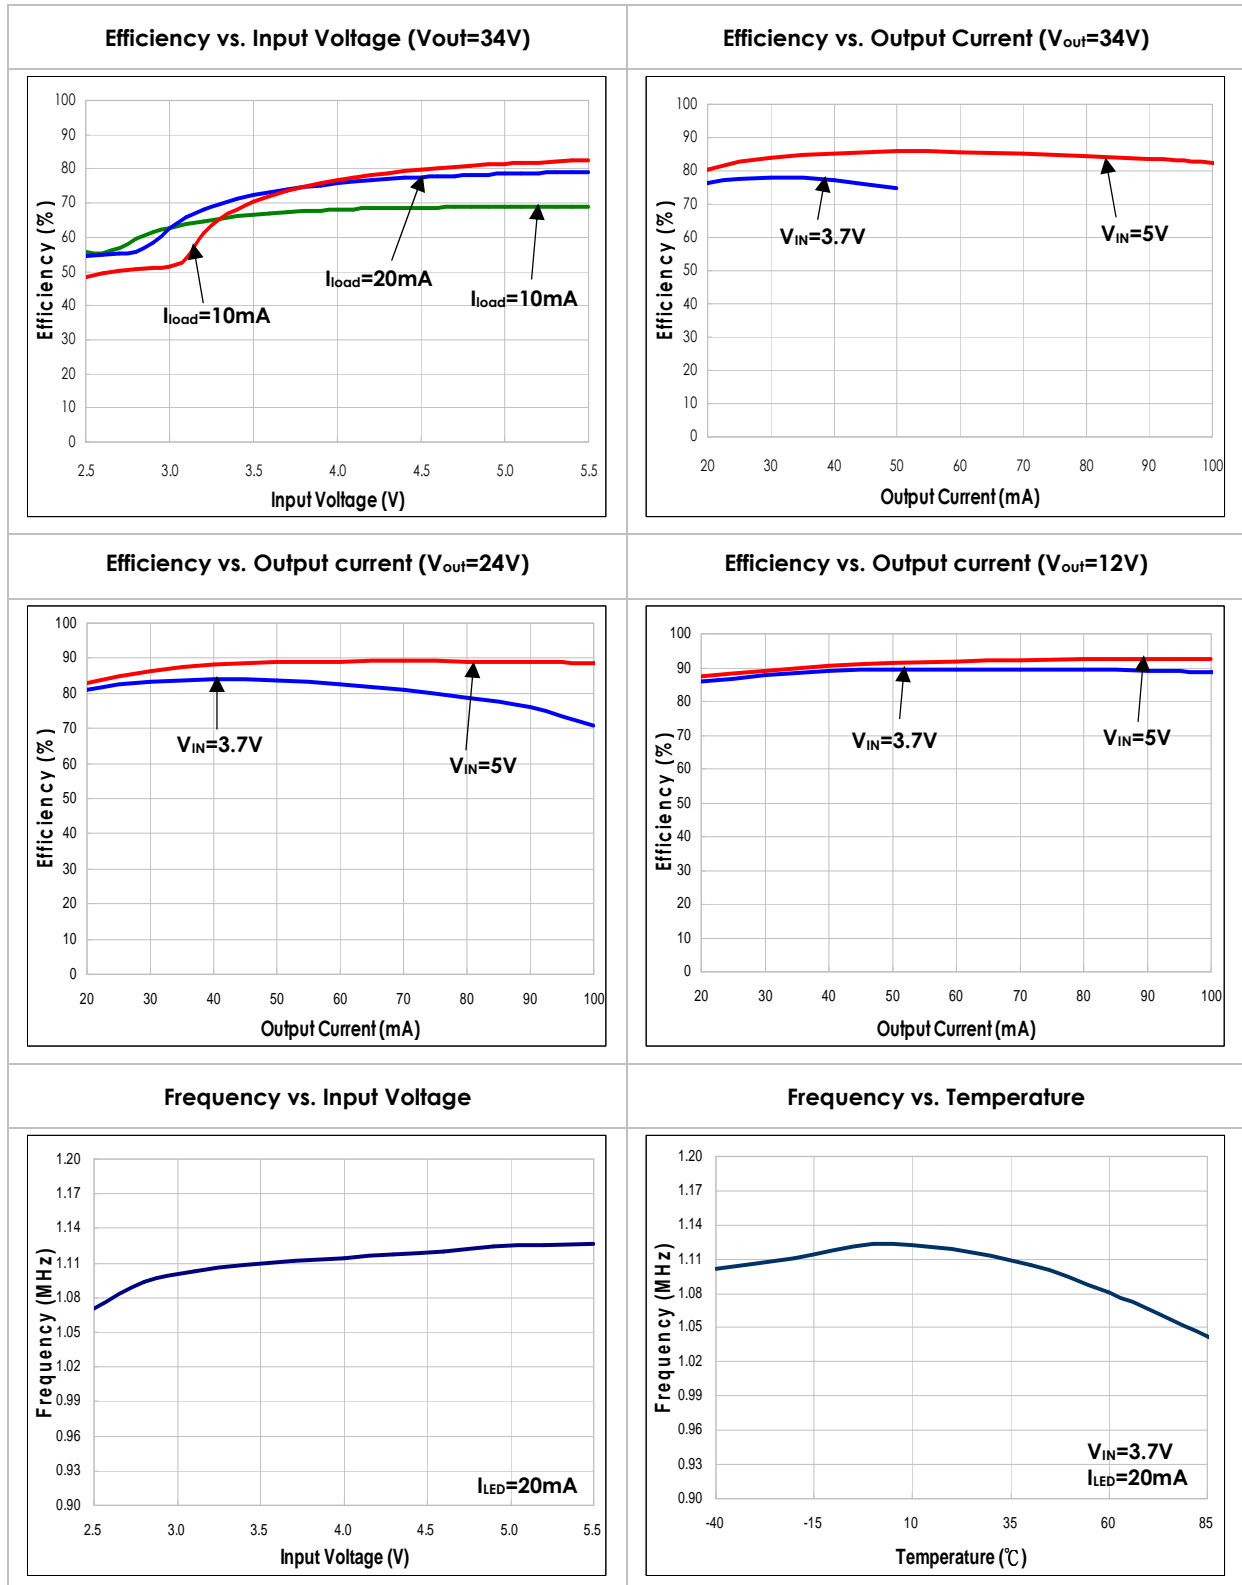 Efficiency vs. Input Voltage (Vout=34V)
Efficiency vs. Output Current (Vout=34V)
100
90
80
70
60
50
40
30
20
10
0
Efficiency (%)
Iload=20mA
Iload=10mA
Iload=10mA
2.5 3.0 3.5 4.0 4.5 5.0 5.5
Input Voltage (V)
100
90
80
70
60
50
40
30
20
10
0
Efficiency (%)
VIN=3.7V
VIN=5V
20 30 40 50 60 70 80 90 100
Output Current (mA)
Efficiency vs. Output current (Vout=24V)
Efficiency vs. Output current (Vout=12V)
100
90
80
70
60
50
40
30
20
10
0
Efficiency (%)
VIN=3.7V
VIN=5V
20 30 40 50 60 70 80 90 100
Output Current (mA)
100
90
80
70
60
50
40
30
20
10
0
Efficiency (%)
VIN=3.7V
VIN=5V
20 30 40 50 60 70 80 90 100
Output Current (mA)
Frequency vs. Input Voltage
Frequency vs. Temperature
1.20
1.17
1.14
1.11
1.08
1.05
1.02
0.99
0.96
0.93
0.90
Frequency (MHz)
ILED=20mA
2.5 3.0 3.5 4.0 4.5 5.0 5.5
Input Voltage (V)
1.20
1.17
1.14
1.11
1.08
1.05
1.02
0.99
0.96
0.93
0.90
Frequency (MHz)
VIN=3.7V
ILED=20mA
-40 -15 10 35 60 85
Temperature (℃)